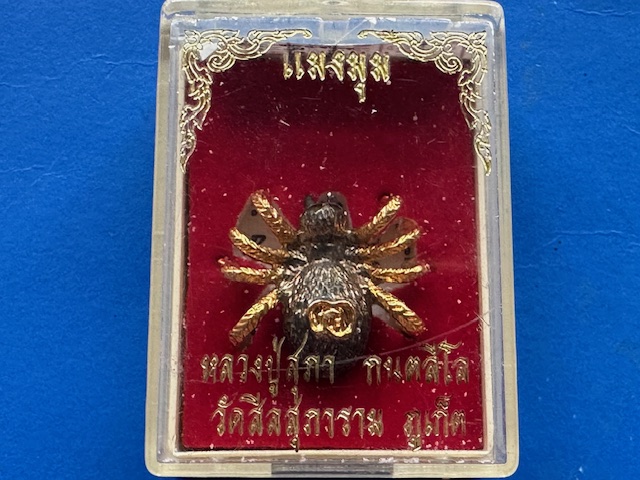 แมงมุม
หลวงปู่สุภา กนตสีโล
วัดสีลสุภาราม ภูเก็ต